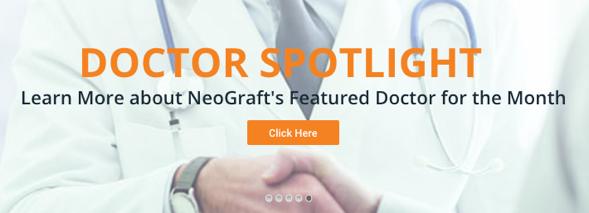 DOCTOR SPOTLIGHT
Learn More about NeoGraft's Featured Doctor for the Month
Click Here